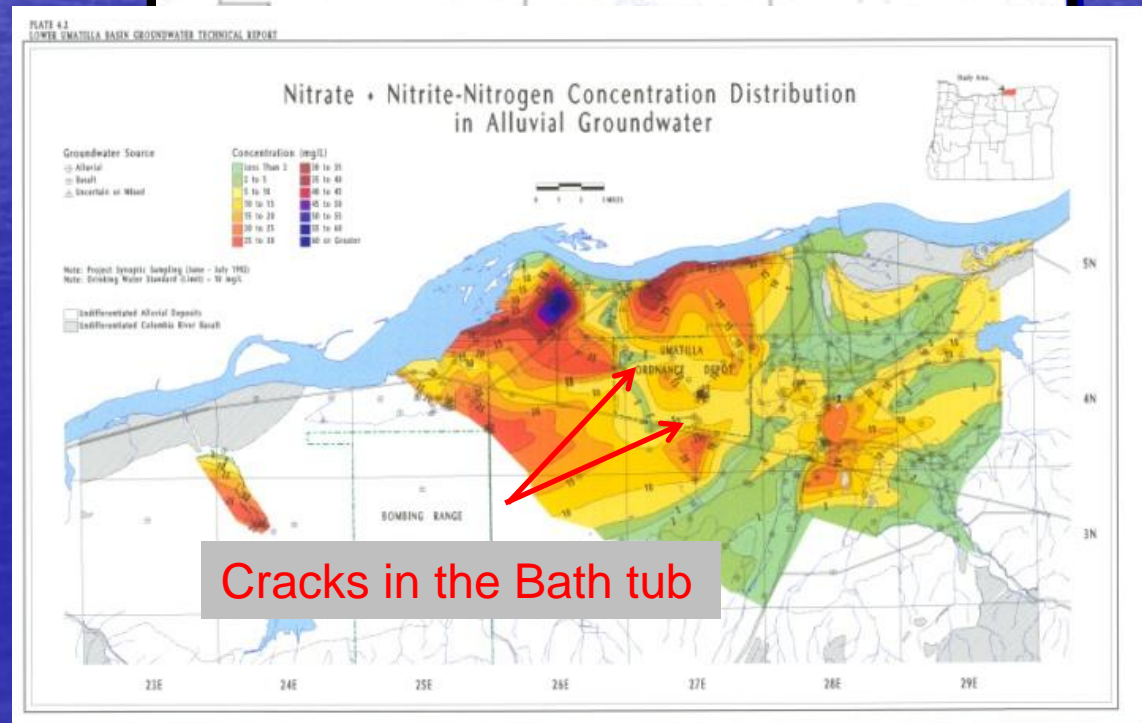 PLATE 4.2
LOWER UMATILLA BASIN GROUNDWATER TECHNICAL REPORT
Nitrate + Nitrite-Nitrogen Concentration Distribution
in Alluvial Groundwater
Study Area
Groundwater Source
Alluvial
Basalt
Uncertain or Mixed
Concentration (mg/L)
Less Than 2
2 to 5
5 to 10
10 to 15
15 to 20
20 to 25
25 to 30
30 to 35
35 to 40
40 to 45
45 to 50
50 to 55
55 to 60
60 or Greater
0 1 2 3 MILES
Note: Project Synoptic Sampling (June - July 1992)
Note: Drinking Water Standard (Limit) = 10 mg/L
Undifferentiated Alluvial Deposits
Undifferentiated Columbia River Basalt
5N
UMATILLA
ORDNANCE DEPOT
4N
BOMBING RANGE
3N
Cracks in the Bath tub
23E 24E 25E 26E 27E 28E 29E